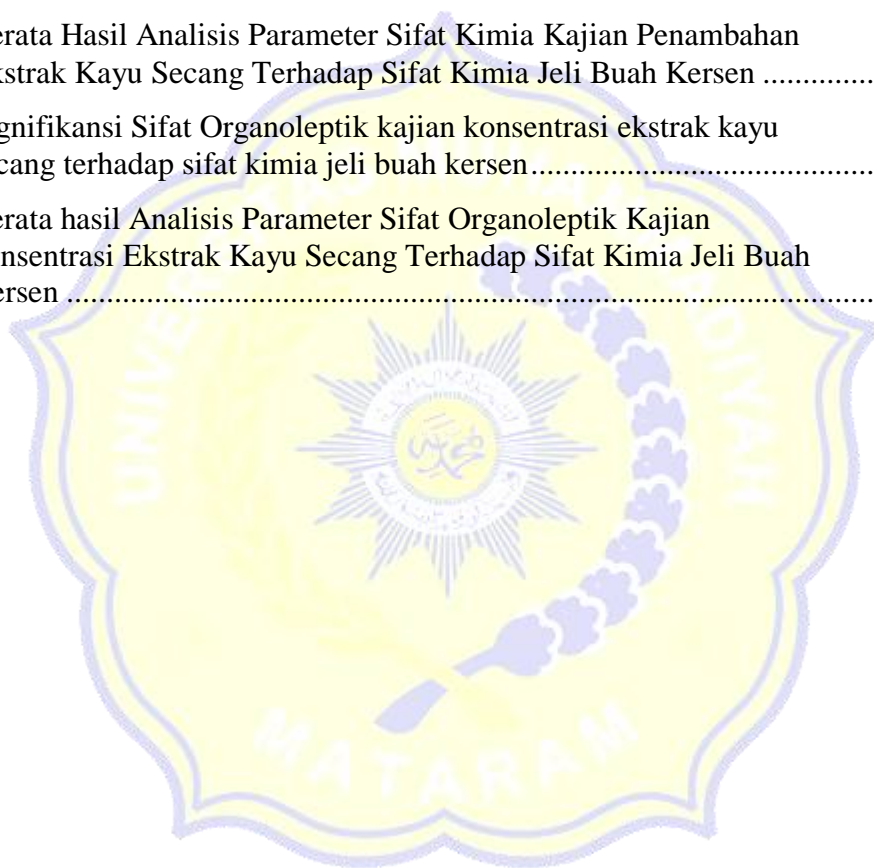 erata Hasil Analisis Parameter Sifat Kimia Kajian Penambahan
kstrak Kayu Secang Terhadap Sifat Kimia Jeli Buah Kersen ..............
gnifikansi Sifat Organoleptik kajian konsentrasi ekstrak kayu
cang terhadap sifat kimia jeli buah kersen.....................................
erata hasil Analisis Parameter Sifat Organoleptik Kajian
nsentrasi Ekstrak Kayu Secang Terhadap Sifat Kimia Jeli Buah
ersen .....................................................................................
UNIVERSITAS MUHAMMADIYAH
MATARAM